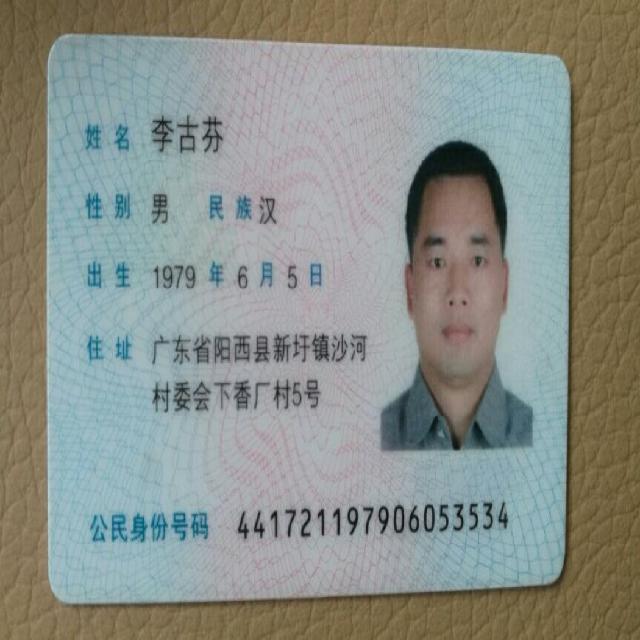 姓名 李古芬
性别 男 民族 汉
出生 1979 年 6 月 5 日
住址 广东省阳西县新圩镇沙河
村委会下香厂村5号
公民身份号码 441721197906053534